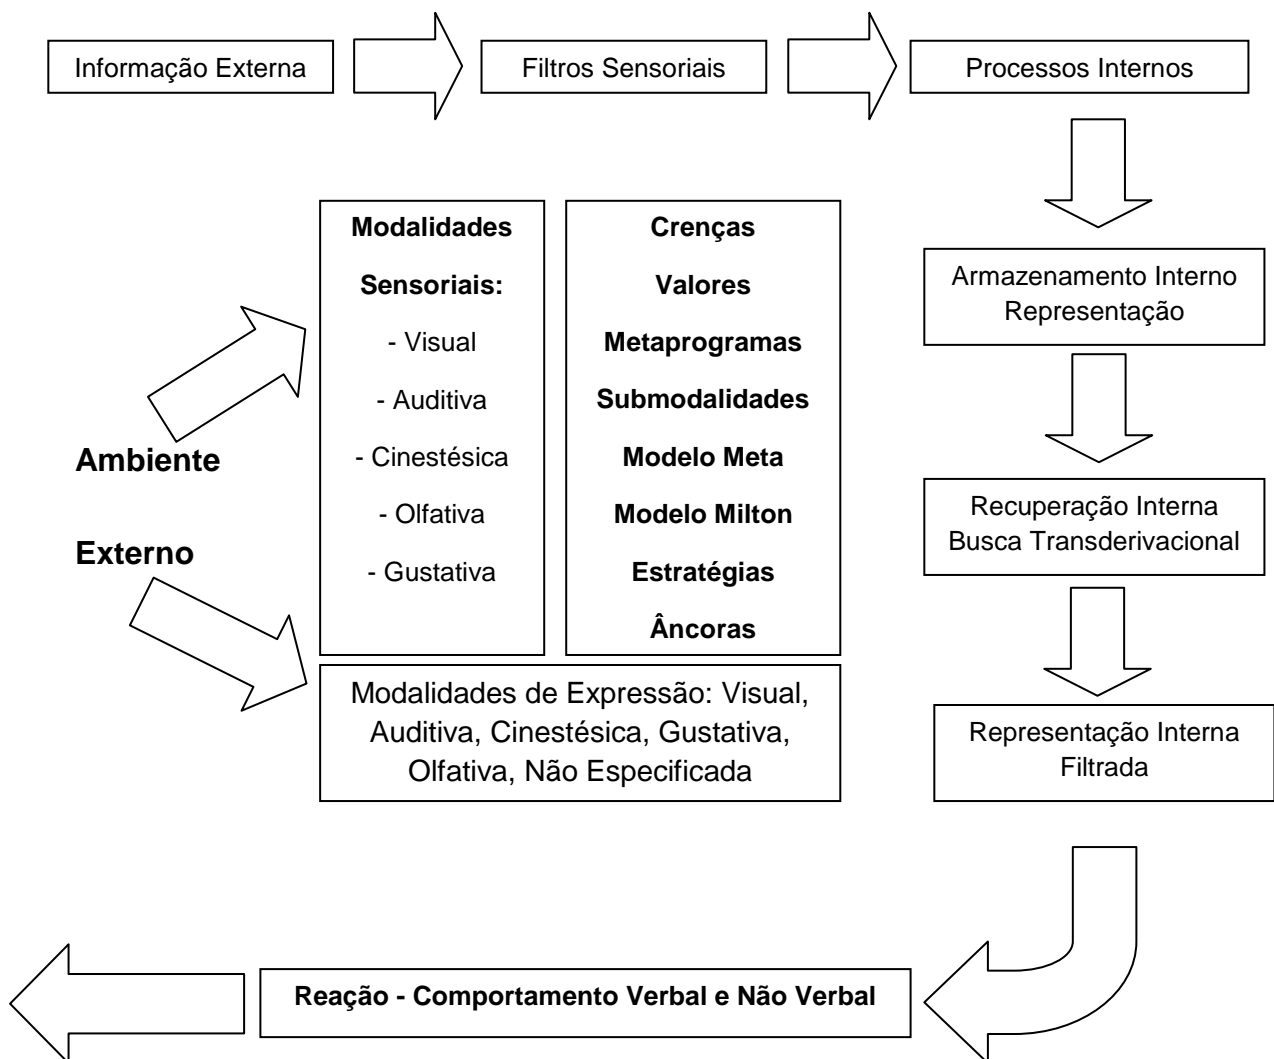 Informação Externa
Filtros Sensoriais
Processos Internos
Ambiente
Externo
Modalidades
Sensoriais:
- Visual
- Auditiva
- Cinestésica
- Olfativa
- Gustativa
Crenças
Valores
Metaprogramas
Submodalidades
Modelo Meta
Modelo Milton
Estratégias
Âncoras
Modalidades de Expressão: Visual,
Auditiva, Cinestésica, Gustativa,
Olfativa, Não Especificada
Armazenamento Interno
Representação
Recuperação Interna
Busca Transderivacional
Representação Interna
Filtrada
Reação - Comportamento Verbal e Não Verbal